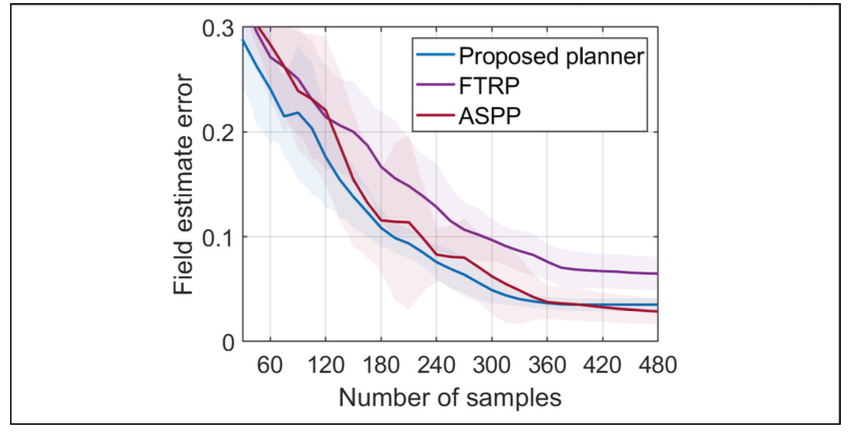 0.3
0.2
0.1
0
Field estimate error
Proposed planner
FTRP
ASPP
60 120 180 240 300 360 420 480
Number of samples